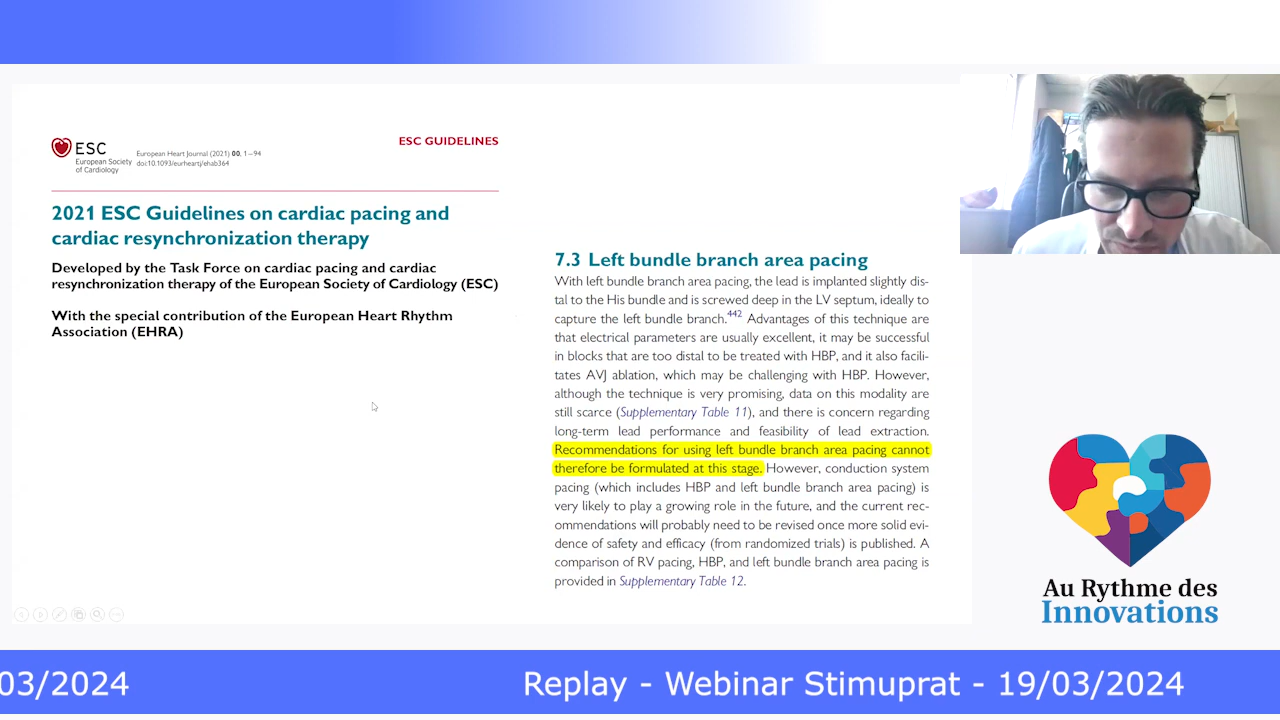 ESC
European Society
of Cardiology
European Heart Journal (2021) 00, 1–94
doi:10.1093/eurheartj/ehab364
ESC GUIDELINES
2021 ESC Guidelines on cardiac pacing and
cardiac resynchronization therapy
Developed by the Task Force on cardiac pacing and cardiac
resynchronization therapy of the European Society of Cardiology (ESC)
With the special contribution of the European Heart Rhythm
Association (EHRA)
7.3 Left bundle branch area pacing
With left bundle branch area pacing, the lead is implanted slightly dis-
tal to the His bundle and is screwed deep in the LV septum, ideally to
capture the left bundle branch.442 Advantages of this technique are
that electrical parameters are usually excellent, it may be successful
in blocks that are too distal to be treated with HBP, and it also facili-
tates AVJ ablation, which may be challenging with HBP. However,
although the technique is very promising, data on this modality are
still scarce (Supplementary Table 11), and there is concern regarding
long-term lead performance and feasibility of lead extraction.
Recommendations for using left bundle branch area pacing cannot
therefore be formulated at this stage. However, conduction system
pacing (which includes HBP and left bundle branch area pacing) is
very likely to play a growing role in the future, and the current rec-
ommendations will probably need to be revised once more solid evi-
dence of safety and efficacy (from randomized trials) is published. A
comparison of RV pacing, HBP, and left bundle branch area pacing is
provided in Supplementary Table 12.
Au Rythme des
Innovations
03/2024
Replay - Webinar Stimuprat - 19/03/2024